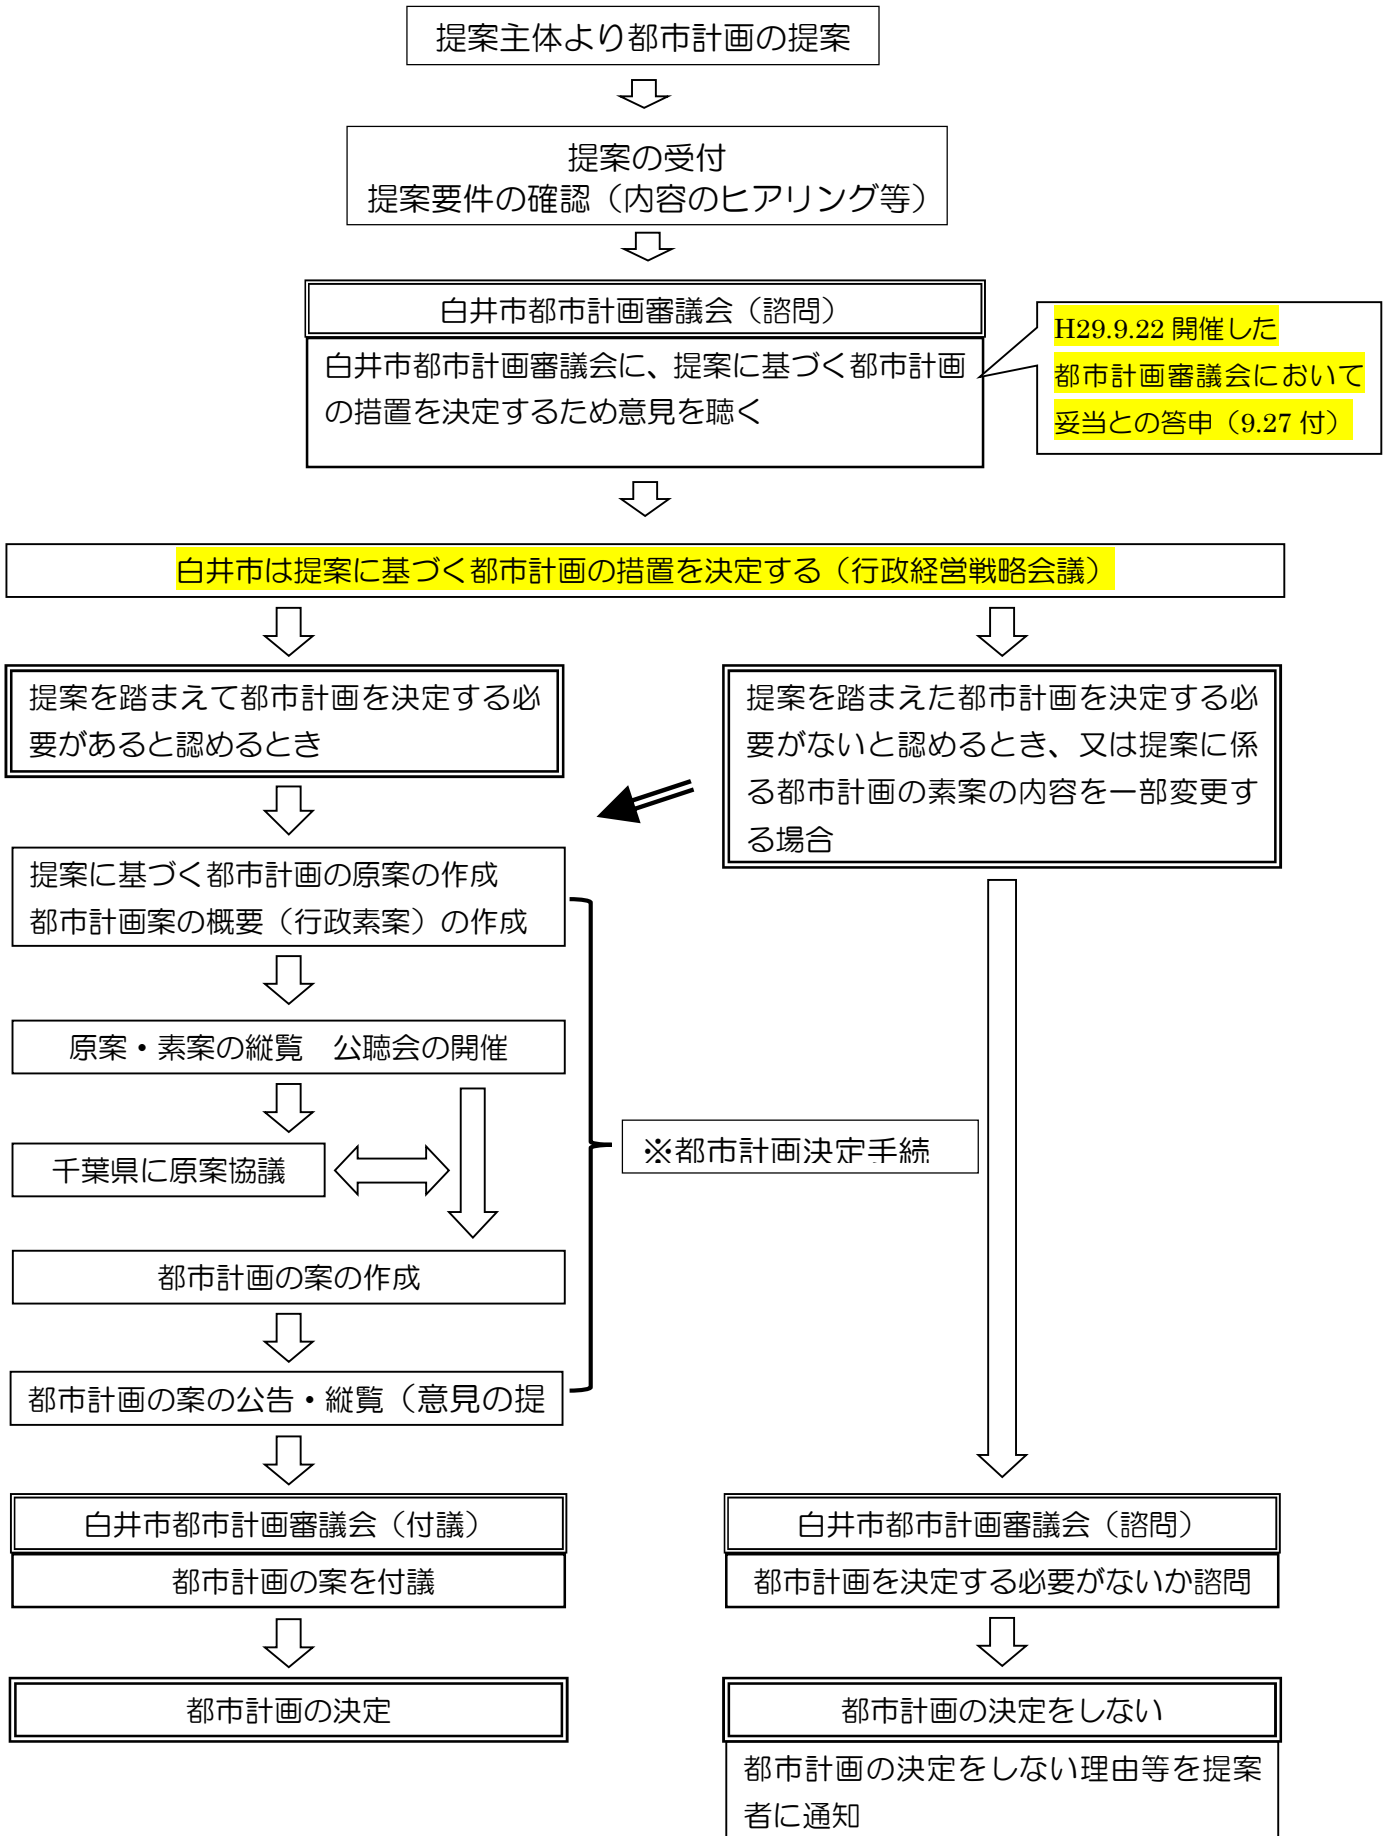 提案主体より都市計画の提案
提案の受付
提案要件の確認（内容のヒアリング等）
白井市都市計画審議会（諮問）
白井市都市計画審議会に、提案に基づく都市計画
の措置を決定するため意見を聴く
H29.9.22 開催した
都市計画審議会において
妥当との答申（9.27 付）
白井市は提案に基づく都市計画の措置を決定する（行政経営戦略会議）
提案を踏まえて都市計画を決定する必
要があると認めるとき
提案を踏まえた都市計画を決定する必
要がないと認めるとき、又は提案に係
る都市計画の素案の内容を一部変更す
る場合
提案に基づく都市計画の原案の作成
都市計画案の概要（行政素案）の作成
原案・素案の縦覧　公聴会の開催
千葉県に原案協議
※都市計画決定手続
都市計画の案の作成
都市計画の案の公告・縦覧（意見の提
白井市都市計画審議会（付議）
都市計画の案を付議
都市計画の決定
白井市都市計画審議会（諮問）
都市計画を決定する必要がないか諮問
都市計画の決定をしない
都市計画の決定をしない理由等を提案
者に通知